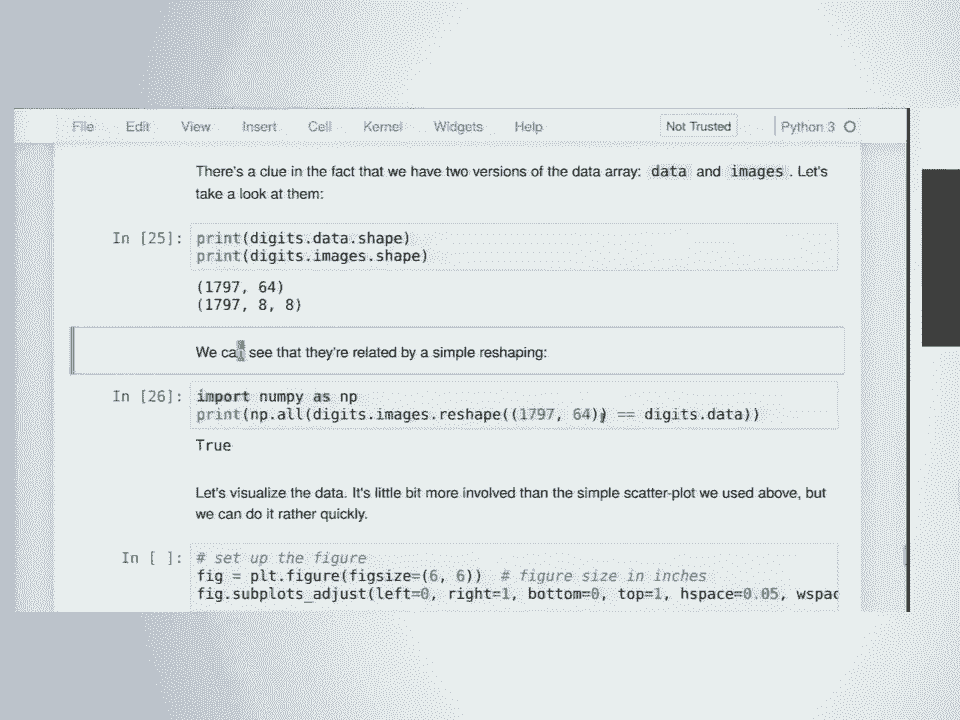 File Edit View Insert Cell Kernel Widgets Help Not Trusted Python 3
There's a clue in the fact that we have two versions of the data array: data and images . Let's
take a look at them:
In [25]: print(digits.data.shape)
print(digits.images.shape)
(1797, 64)
(1797, 8, 8)
We can see that they're related by a simple reshaping:
In [26]: import numpy as np
print(np.all(digits.images.reshape((1797, 64)) == digits.data))
True
Let's visualize the data. It's little bit more involved than the simple scatter-plot we used above, but
we can do it rather quickly.
In [ ]: # set up the figure
fig = plt.figure(figsize=(6, 6))  # figure size in inches
fig.subplots_adjust(left=0, right=1, bottom=0, top=1, hspace=0.05, wspac